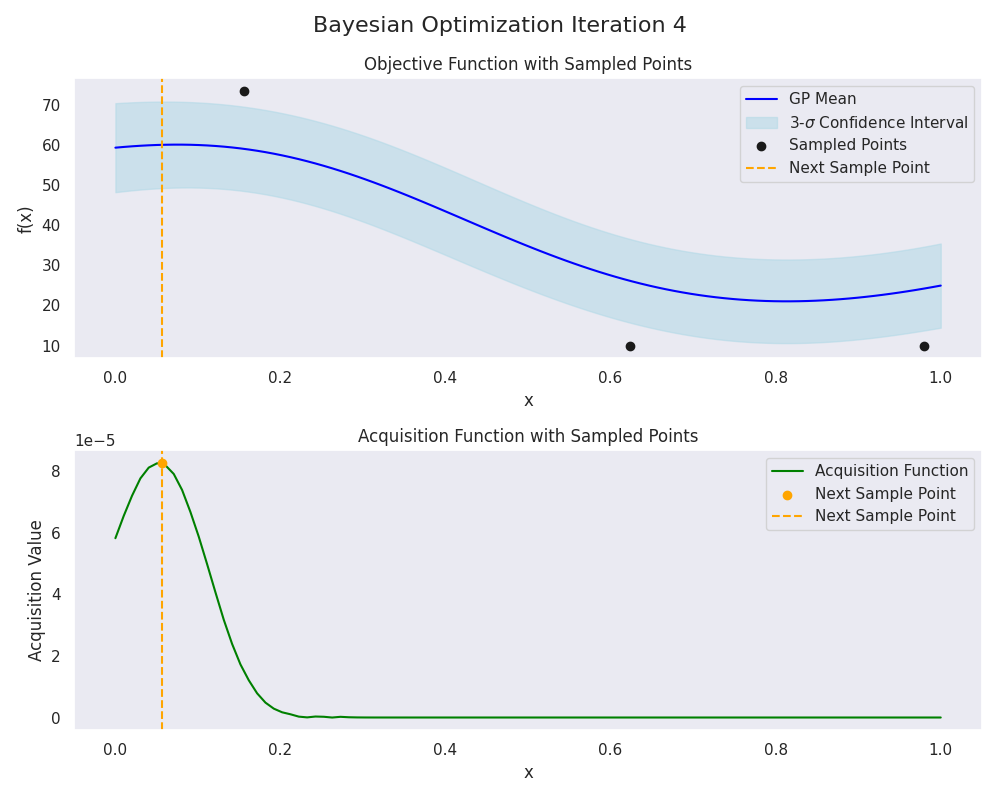 Bayesian Optimization Iteration 4
Objective Function with Sampled Points
70
60
50
40
30
20
10
f(x)
GP Mean
3-σ Confidence Interval
Sampled Points
Next Sample Point
0.0 0.2 0.4 0.6 0.8 1.0
x
Acquisition Function with Sampled Points
1e−5
8
6
4
2
0
Acquisition Value
Acquisition Function
Next Sample Point
Next Sample Point
0.0 0.2 0.4 0.6 0.8 1.0
x